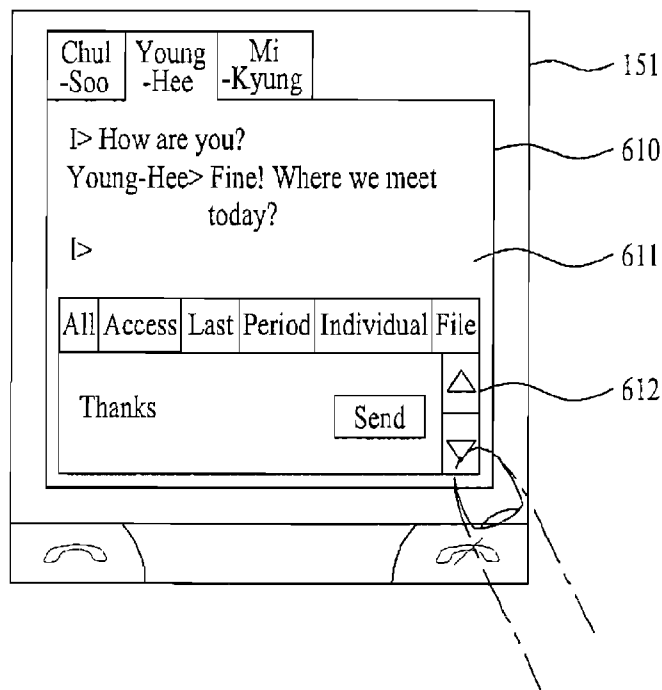 Chul
-Soo
Young
-Hee
Mi
-Kyung
151
610
I> How are you?
Young-Hee> Fine! Where we meet
today?
I>
611
All Access Last Period Individual File
612
Thanks
Send